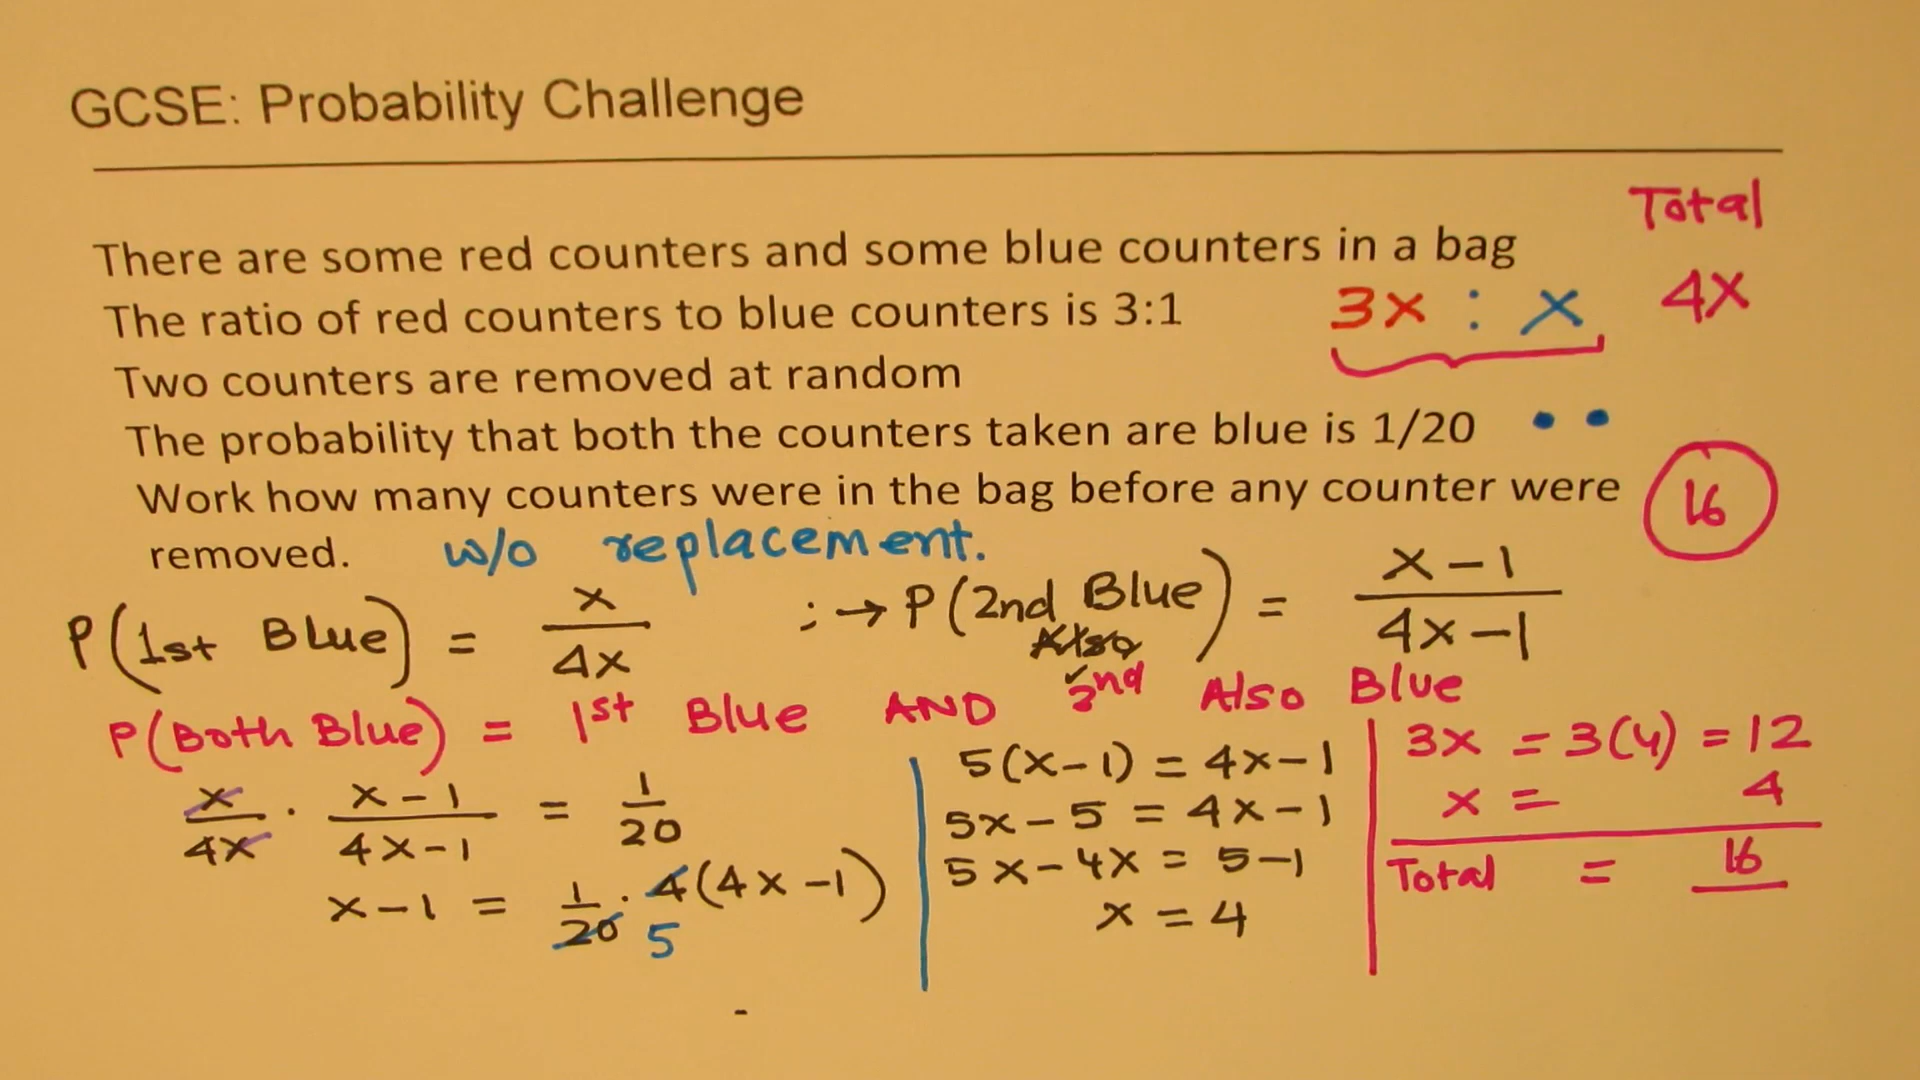 GCSE: Probability Challenge
Total
There are some red counters and some blue counters in a bag
The ratio of red counters to blue counters is 3:1 3x : x 4x
Two counters are removed at random
The probability that both the counters taken are blue is 1/20
Work how many counters were in the bag before any counter were 16
removed. w/o replacement.
P(1st Blue) = x/4x ; → P(2nd Blue) = x-1/4x-1
Also
P(Both Blue) = 1st Blue AND 2nd Also Blue
x/4x · x-1/4x-1 = 1/20
x-1 = 1/20 · 4(4x-1)
5
5(x-1) = 4x-1
5x-5 = 4x-1
5x-4x = 5-1
x = 4
3x = 3(4) = 12
x = 4
Total = 16